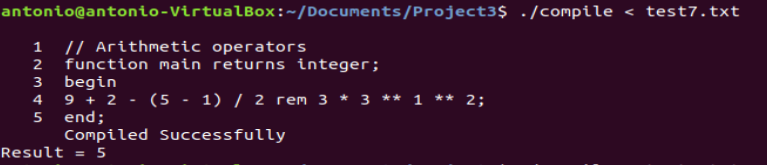 antonio@antonio-VirtualBox:~/Documents/Project3$ ./compile < test7.txt
1 // Arithmetic operators
2 function main returns integer;
3 begin
4 9 + 2 - (5 - 1) / 2 rem 3 * 3 ** 1 ** 2;
5 end;
Compiled Successfully
Result = 5